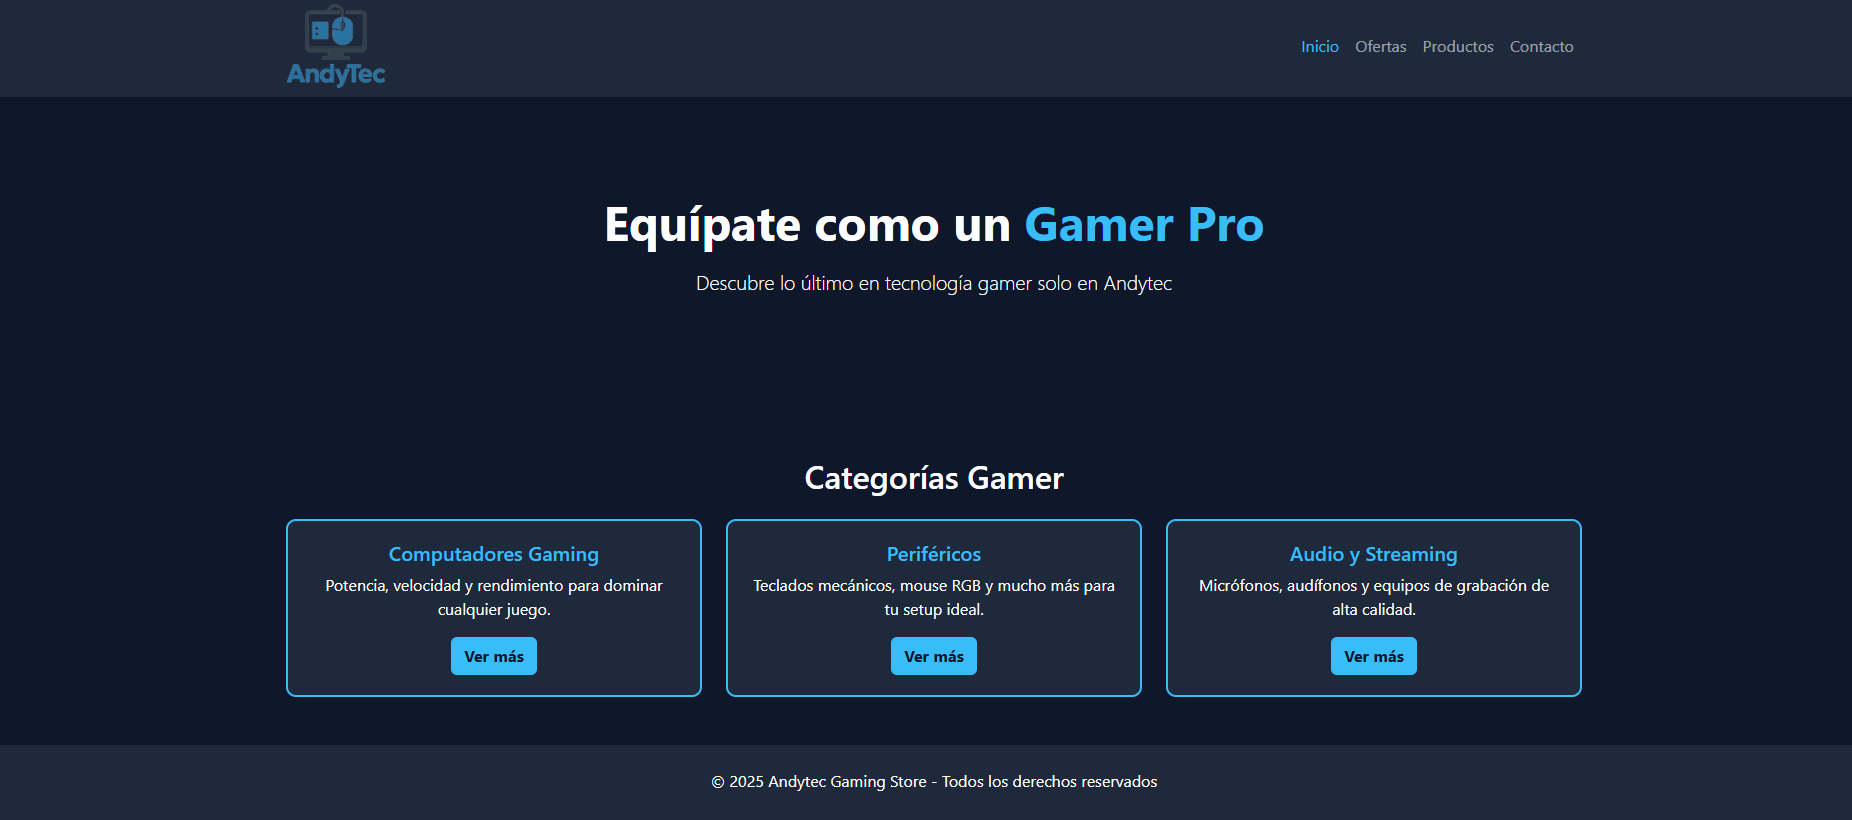 AndyTec
Inicio Ofertas Productos Contacto
Equípate como un Gamer Pro
Descubre lo último en tecnología gamer solo en Andytec
Categorías Gamer
Computadores Gaming
Potencia, velocidad y rendimiento para dominar
cualquier juego.
Ver más
Periféricos
Teclados mecánicos, mouse RGB y mucho más para
tu setup ideal.
Ver más
Audio y Streaming
Micrófonos, audífonos y equipos de grabación de
alta calidad.
Ver más
© 2025 Andytec Gaming Store - Todos los derechos reservados